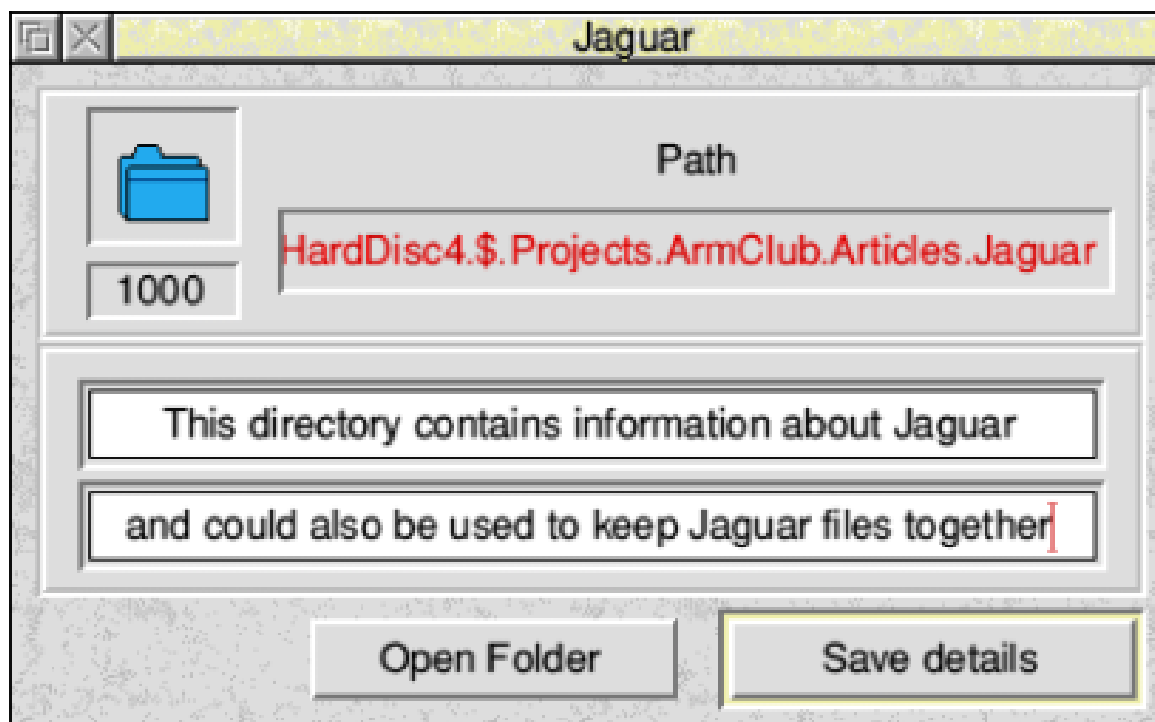 Jaguar
Path
HardDisc4.$.Projects.ArmClub.Articles.Jaguar
1000
This directory contains information about Jaguar
and could also be used to keep Jaguar files together
Open Folder
Save details